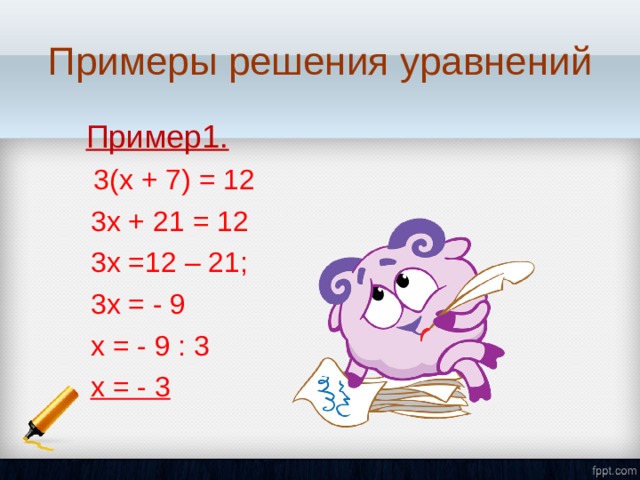 Примеры решения уравнений
Пример1.
3(х + 7) = 12
3х + 21 = 12
3х =12 – 21;
3х = - 9
х = - 9 : 3
х = - 3
fppt.com